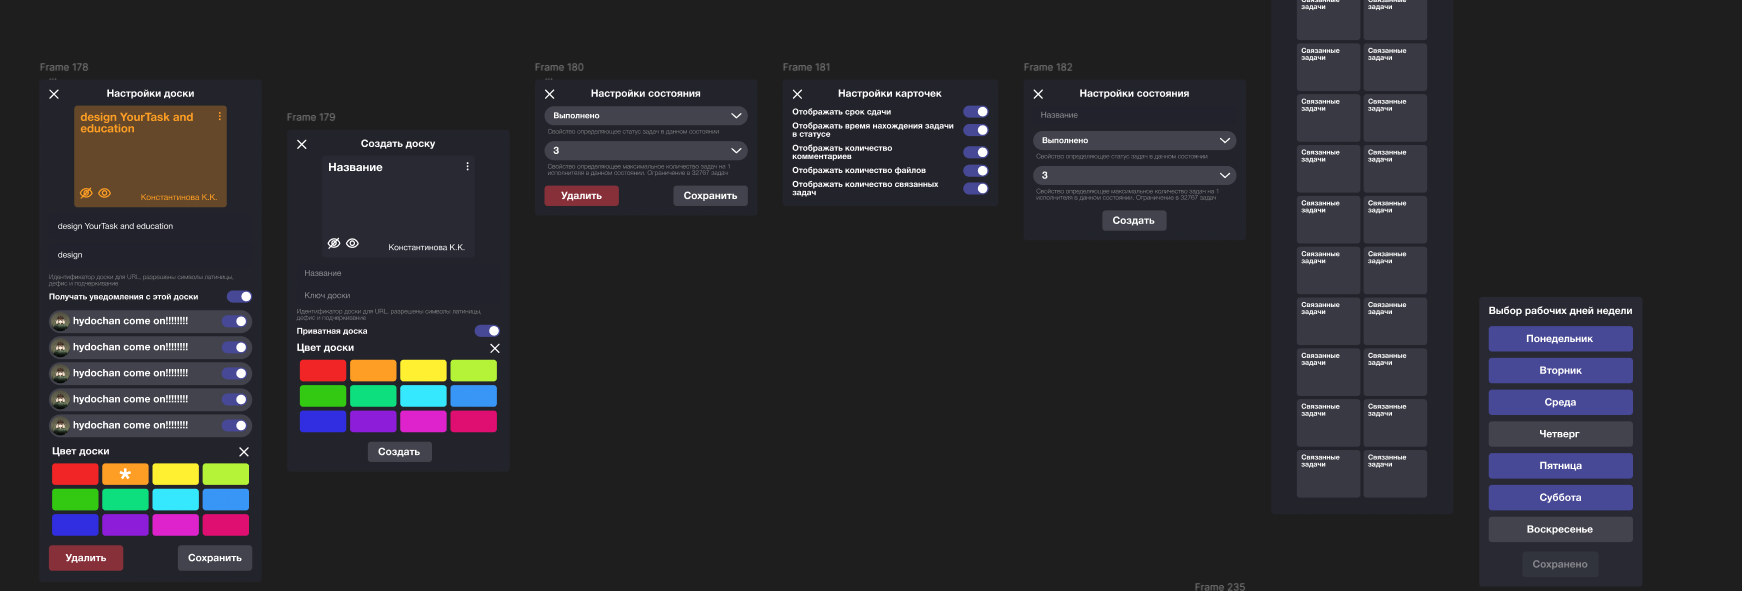 Frame 178
Настройки доски
design YourTask and
education
Константинова К.К.
design YourTask and education
design
Идентификатор доски для URL, разрешены символы латиницы,
дефис и подчеркивание
Получать уведомления с этой доски
hydochan come on!!!!!!!!
hydochan come on!!!!!!!!
hydochan come on!!!!!!!!
hydochan come on!!!!!!!!
hydochan come on!!!!!!!!
Цвет доски
*
Удалить
Сохранить
Frame 179
Создать доску
Название
Константинова К.К.
Название
Ключ доски
Идентификатор доски для URL, разрешены символы латиницы,
дефис и подчеркивание
Приватная доска
Цвет доски
Создать
Frame 180
Настройки состояния
Выполнено
Свойство определяющее статус задач в данном состоянии
3
Свойство определяющее максимальное количество задач на 1
исполнителя в данном состоянии. Ограничение в 32767 задач
Удалить
Сохранить
Frame 181
Настройки карточек
Отображать срок сдачи
Отображать время нахождения задачи
в статусе
Отображать количество
комментариев
Отображать количество файлов
Отображать количество связанных
задач
Frame 182
Настройки состояния
Название
Выполнено
Свойство определяющее статус задач в данном состоянии
3
Свойство определяющее максимальное количество задач на 1
исполнителя в данном состоянии. Ограничение в 32767 задач
Создать
Связанные
задачи
Связанные
задачи
Связанные
задачи
Связанные
задачи
Связанные
задачи
Связанные
задачи
Связанные
задачи
Связанные
задачи
Связанные
задачи
Связанные
задачи
Связанные
задачи
Связанные
задачи
Связанные
задачи
Связанные
задачи
Связанные
задачи
Связанные
задачи
Связанные
задачи
Связанные
задачи
Связанные
задачи
Связанные
задачи
Выбор рабочих дней недели
Понедельник
Вторник
Среда
Четверг
Пятница
Суббота
Воскресенье
Сохранено
Frame 235